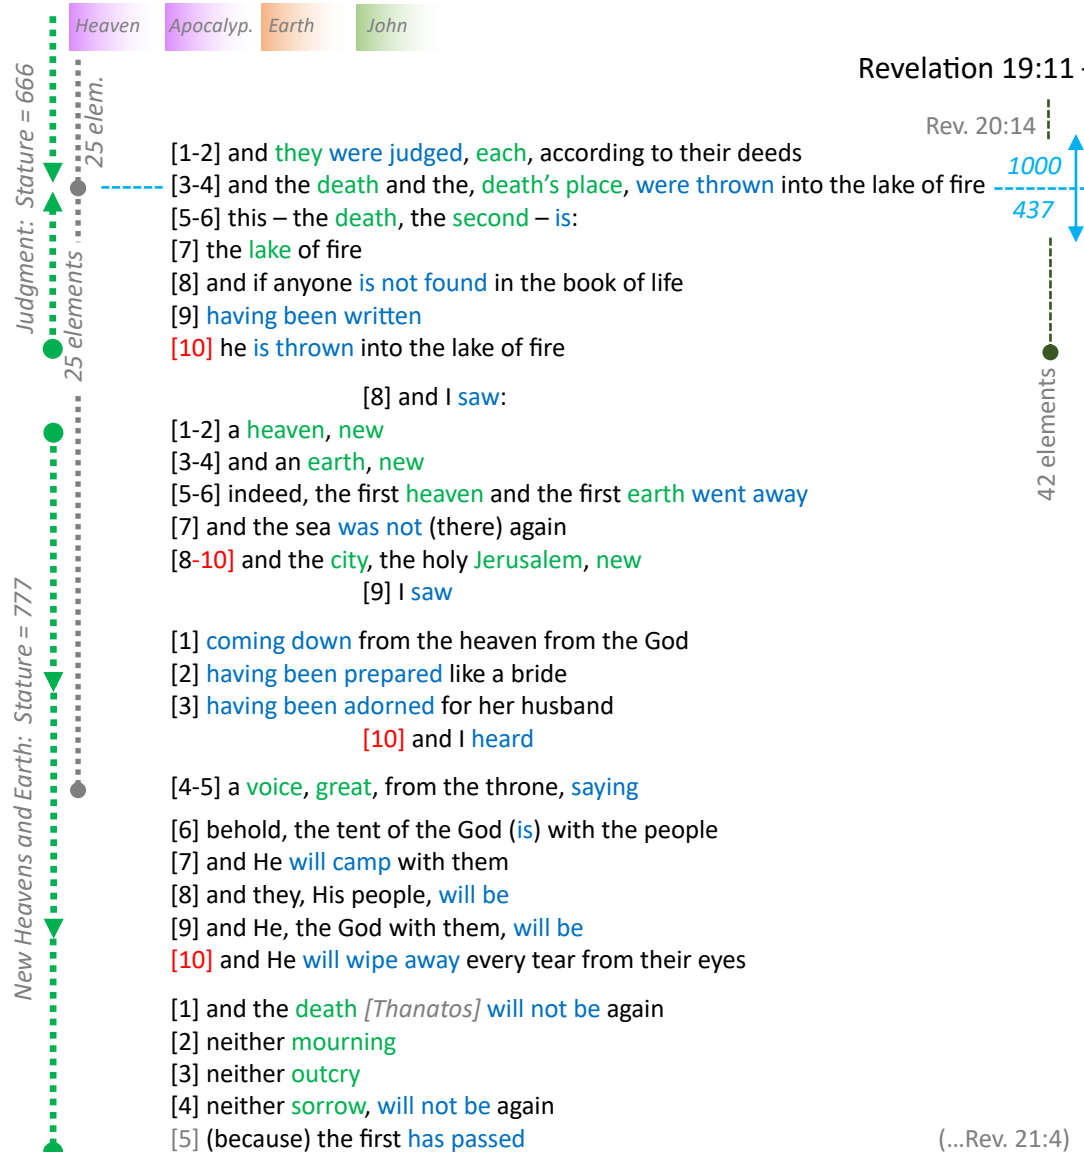 Heaven Apocalyp. Earth John
Revelation 19:11 -
Judgment: Stature = 666
25 elem.
Rev. 20:14
[1-2] and they were judged, each, according to their deeds
1000
[3-4] and the death and the, death's place, were thrown into the lake of fire
437
[5-6] this – the death, the second – is:
[7] the lake of fire
25 elements
[8] and if anyone is not found in the book of life
[9] having been written
[10] he is thrown into the lake of fire
42 elements
[8] and I saw:
[1-2] a heaven, new
[3-4] and an earth, new
[5-6] indeed, the first heaven and the first earth went away
[7] and the sea was not (there) again
[8-10] and the city, the holy Jerusalem, new
[9] I saw
New Heavens and Earth: Stature = 777
[1] coming down from the heaven from the God
[2] having been prepared like a bride
[3] having been adorned for her husband
[10] and I heard
[4-5] a voice, great, from the throne, saying
[6] behold, the tent of the God (is) with the people
[7] and He will camp with them
[8] and they, His people, will be
[9] and He, the God with them, will be
[10] and He will wipe away every tear from their eyes
[1] and the death [Thanatos] will not be again
[2] neither mourning
[3] neither outcry
[4] neither sorrow, will not be again
[5] (because) the first has passed
(...Rev. 21:4)